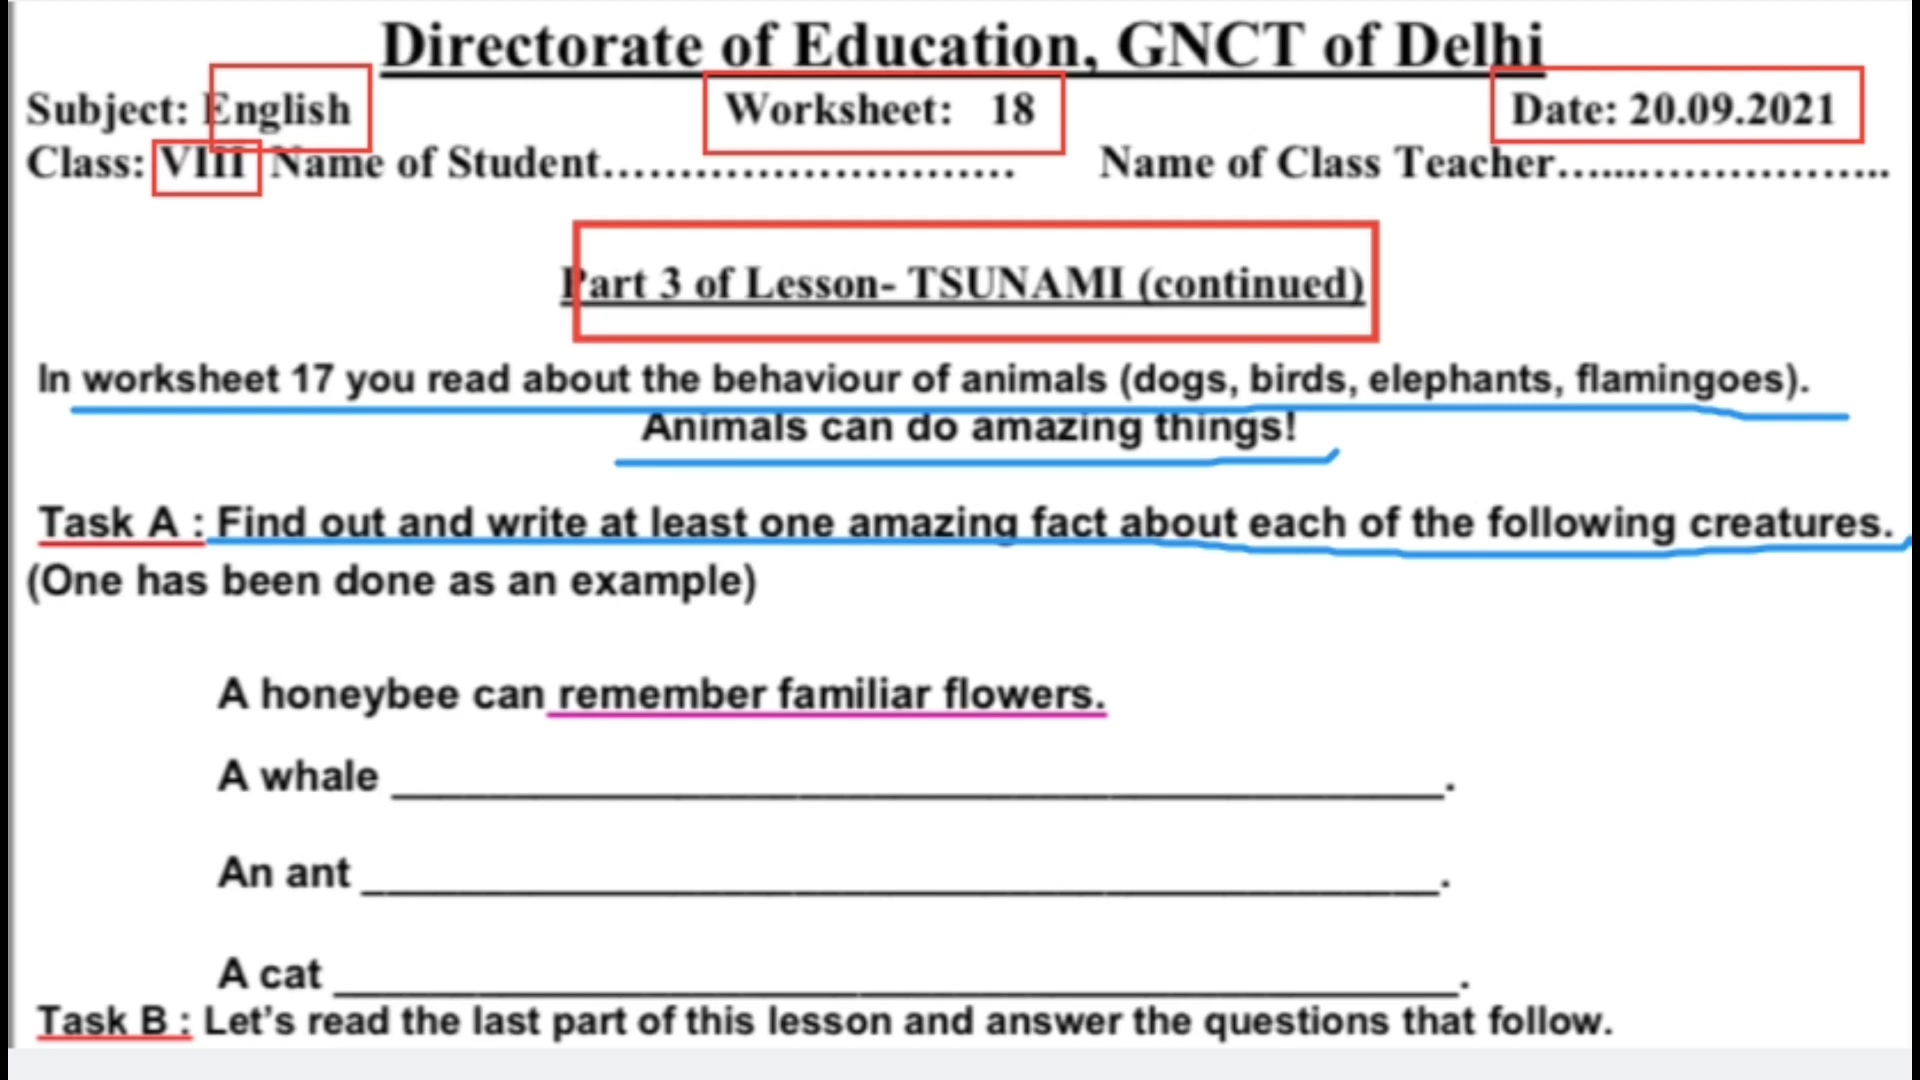 Directorate of Education, GNCT of Delhi
Subject: English Worksheet: 18 Date: 20.09.2021
Class: VIII Name of Student........................... Name of Class Teacher.........................
Part 3 of Lesson- TSUNAMI (continued)
In worksheet 17 you read about the behaviour of animals (dogs, birds, elephants, flamingoes).
Animals can do amazing things!
Task A : Find out and write at least one amazing fact about each of the following creatures.
(One has been done as an example)
A honeybee can remember familiar flowers.
A whale ____________________________________________.
An ant _____________________________________________.
A cat _______________________________________________.
Task B : Let’s read the last part of this lesson and answer the questions that follow.